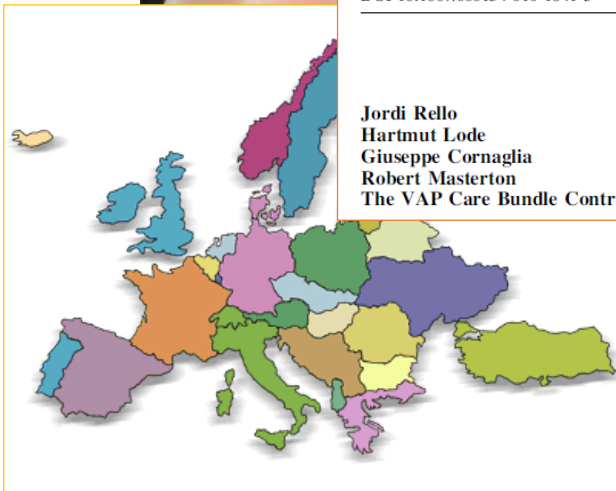 Jordi Rello
Hartmut Lode
Giuseppe Cornaglia
Robert Masterton
The VAP Care Bundle Contr